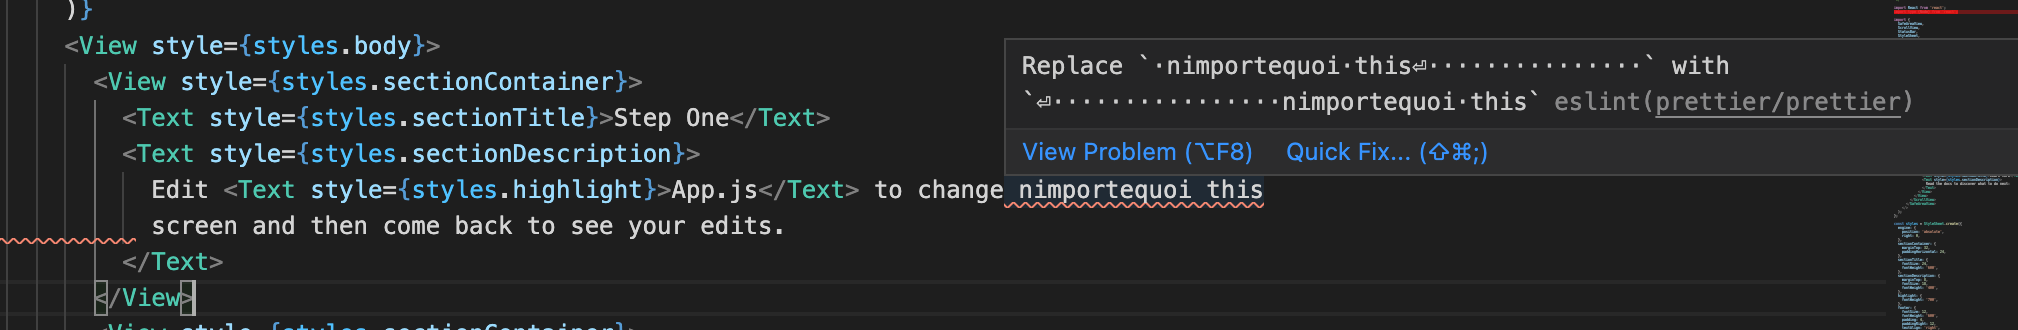 )}
<View style={styles.body}>
<View style={styles.sectionContainer}>
<Text style={styles.sectionTitle}>Step One</Text>
<Text style={styles.sectionDescription}>
Edit <Text style={styles.highlight}>App.js</Text> to change nimportequoi this
screen and then come back to see your edits.
</Text>
</View>
<View style={styles.sectionContainer}>
Replace `·nimportequoi·this⏎···············` with
`⏎················nimportequoi·this` eslint(prettier/prettier)
View Problem (⌥F8) Quick Fix... (⇧⌘;)